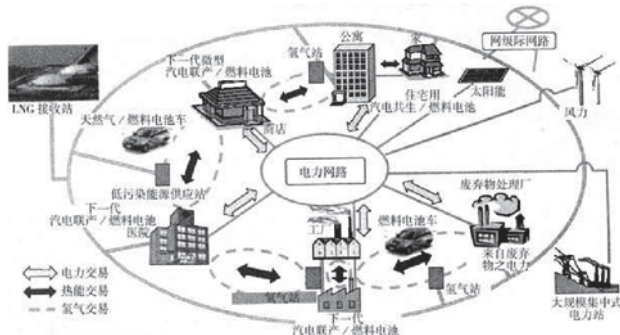 公寓
家
网级际网路
氢气站
下一代微型
汽电联产/燃料电池
住宅用
汽电共生/燃料电池
太阳能
风力
LNG 接收站
天然气/燃料电池车
商店
电力网路
低污染能源供应站
下一代
汽电联产/燃料电池
医院
工厂
燃料电池车
废弃物处理厂
来自废弃
物之电力
大规模集中式
电力站
电力交易
热能交易
氢气交易
氢气站
氢气站
下一代
汽电联产/燃料电池